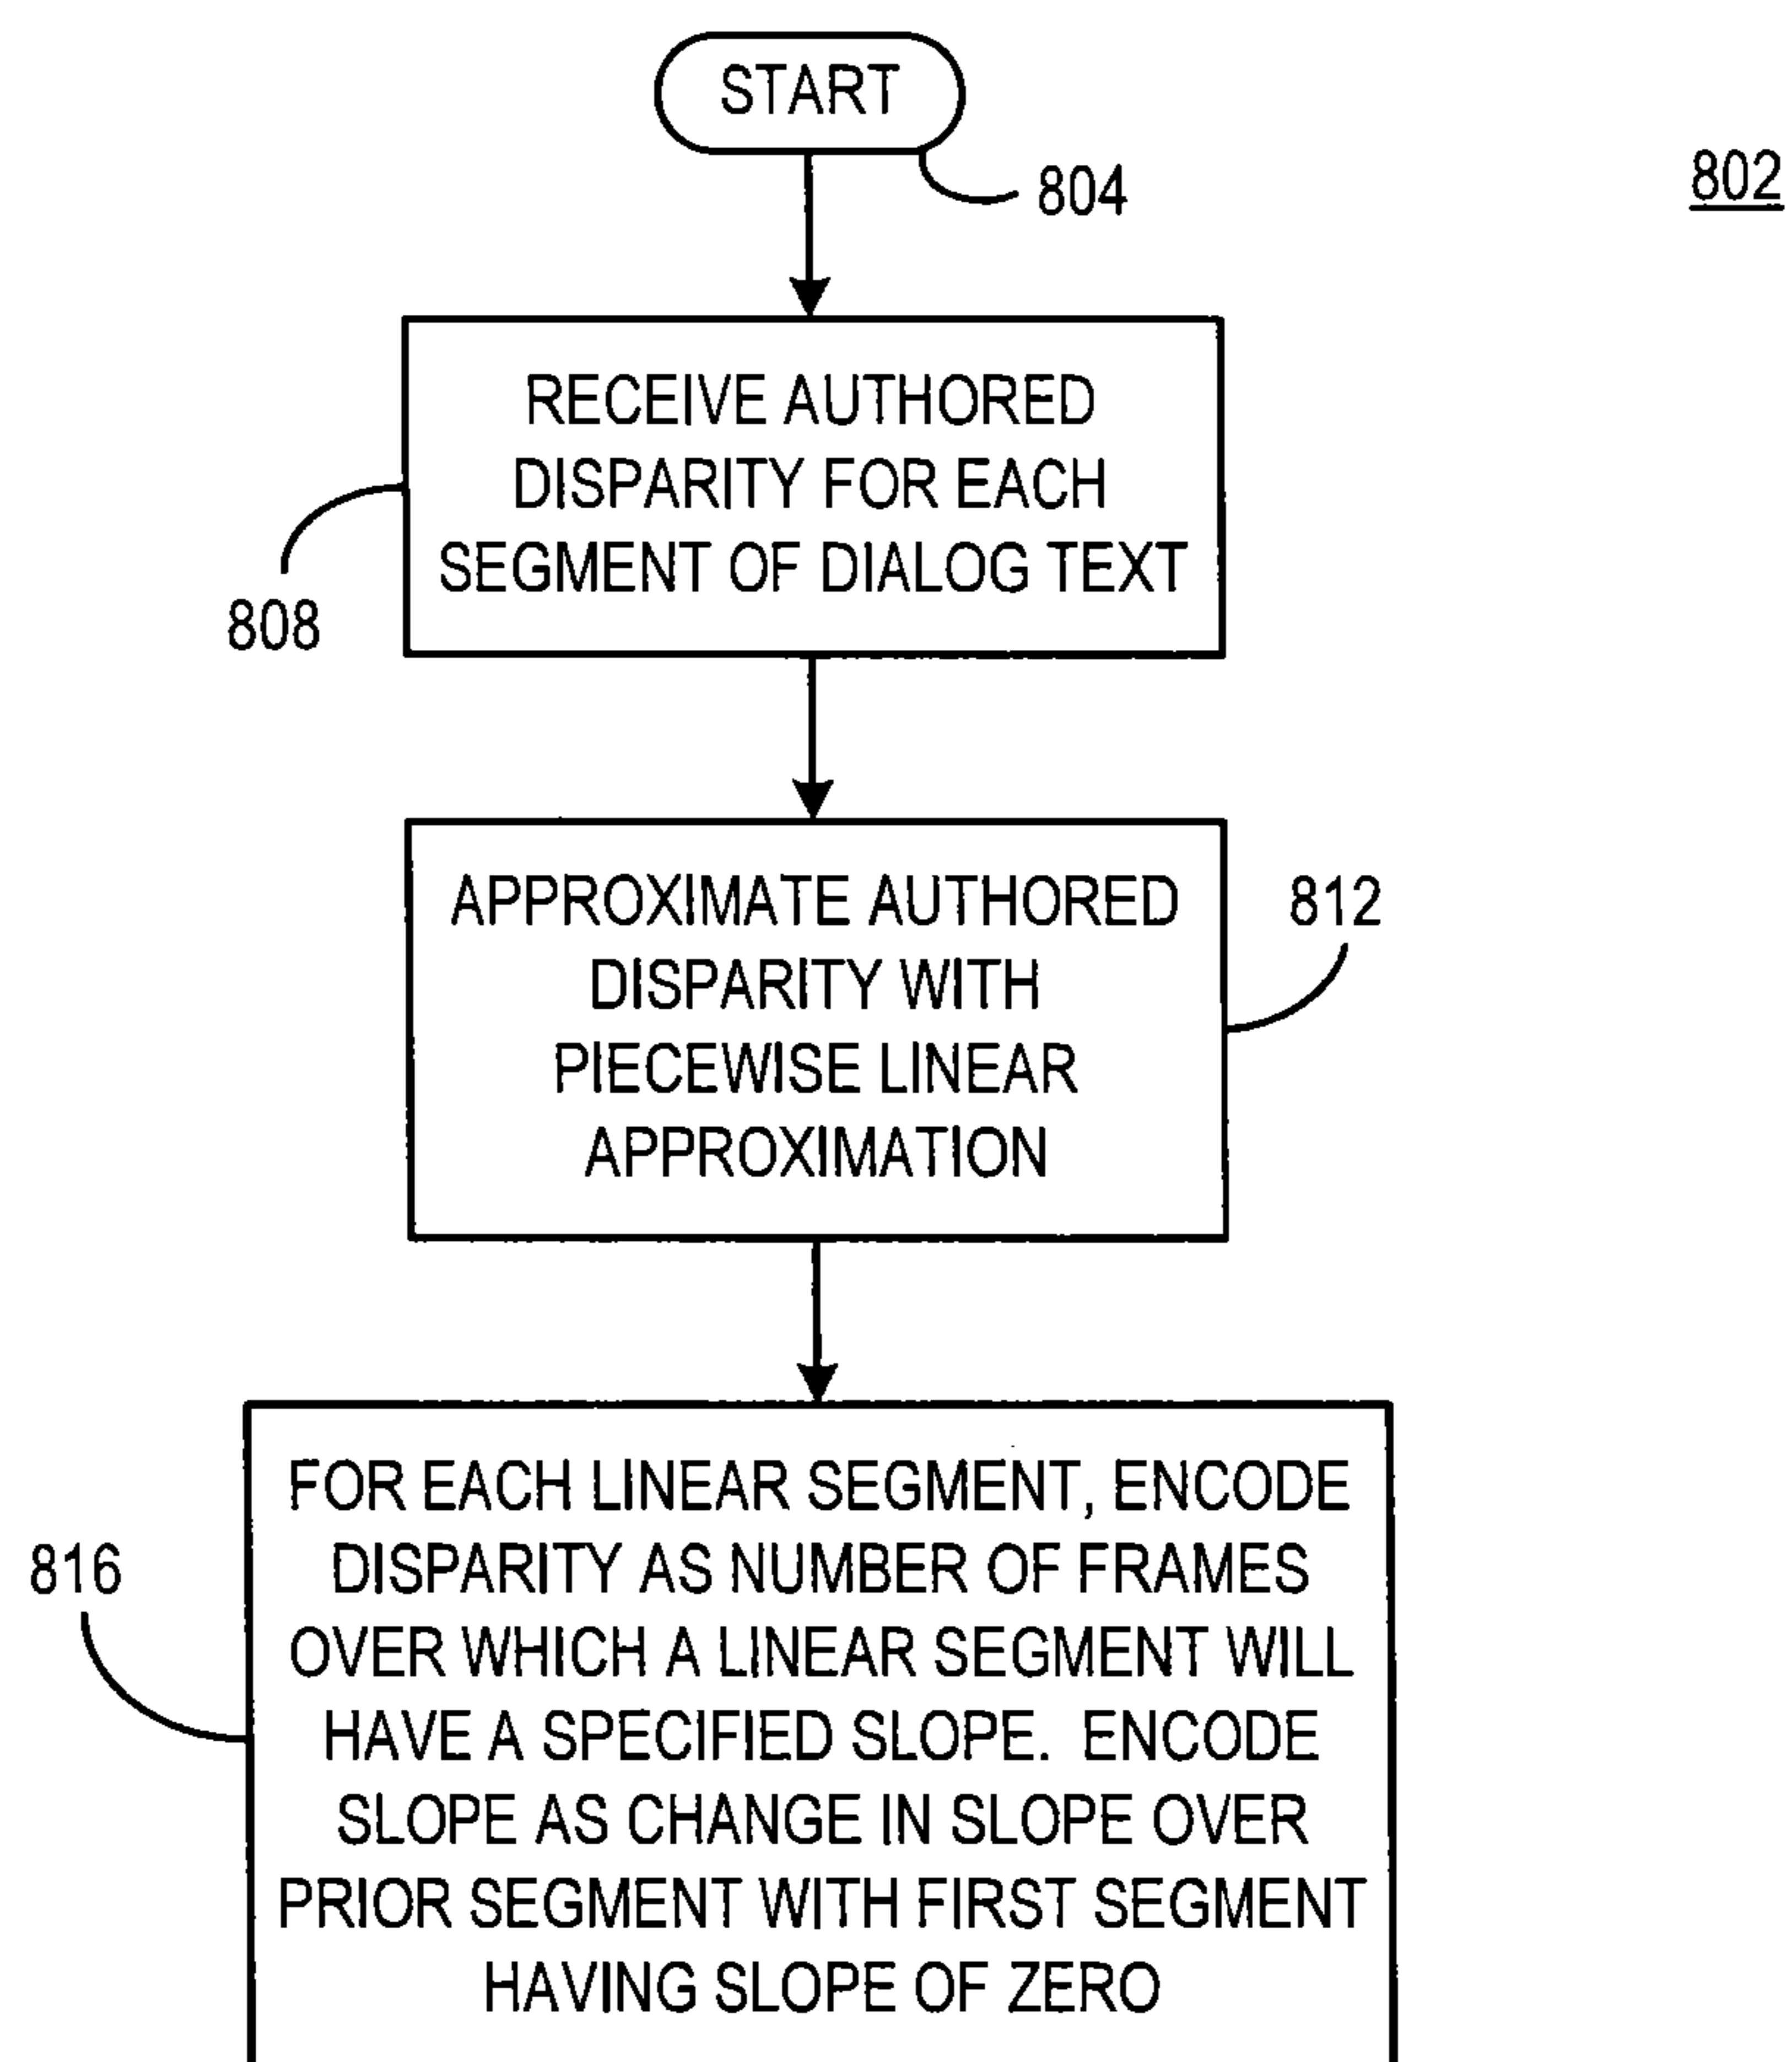 START
804
802
RECEIVE AUTHORED
DISPARITY FOR EACH
SEGMENT OF DIALOG TEXT
808
APPROXIMATE AUTHORED
DISPARITY WITH
PIECEWISE LINEAR
APPROXIMATION
812
FOR EACH LINEAR SEGMENT, ENCODE
DISPARITY AS NUMBER OF FRAMES
OVER WHICH A LINEAR SEGMENT WILL
HAVE A SPECIFIED SLOPE. ENCODE
SLOPE AS CHANGE IN SLOPE OVER
PRIOR SEGMENT WITH FIRST SEGMENT
HAVING SLOPE OF ZERO
816